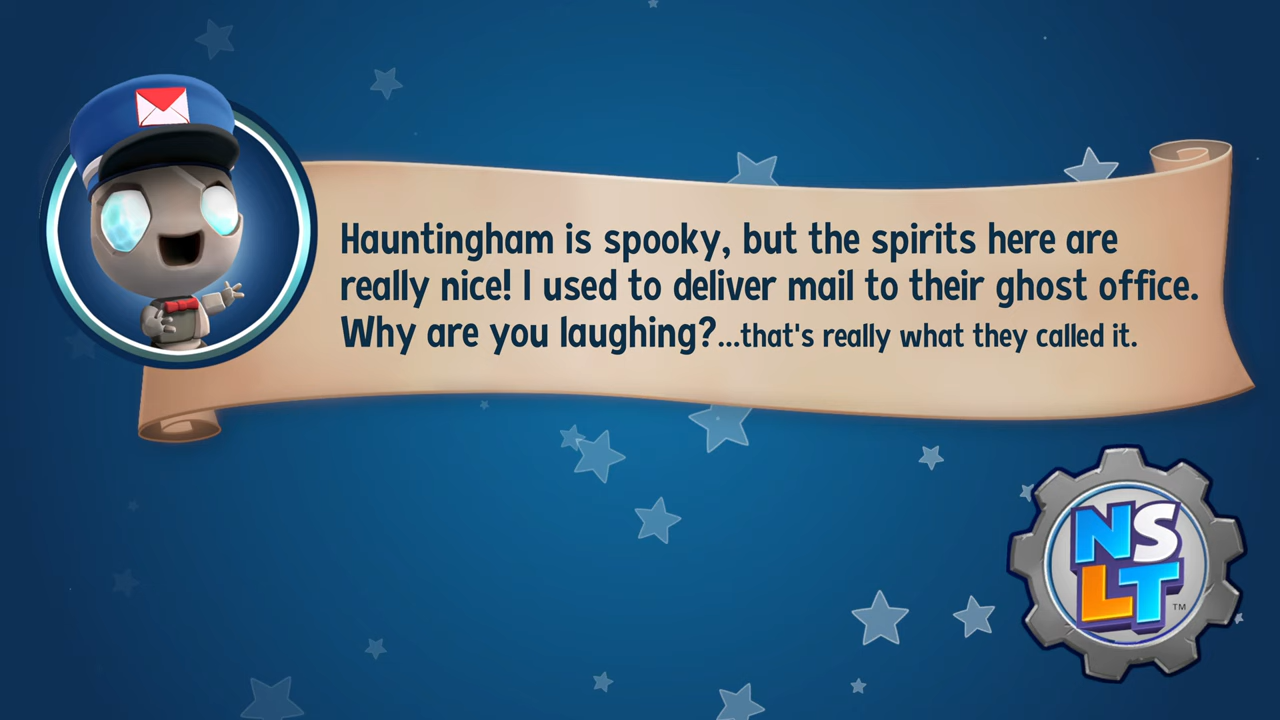 Hauntingham is spooky, but the spirits here are
really nice! I used to deliver mail to their ghost office.
Why are you laughing?...that's really what they called it.
NS
LT
TM